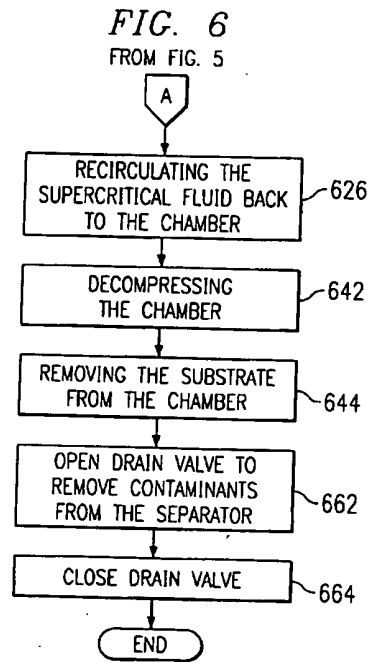 FIG. 6
FROM FIG. 5
A
RECIRCULATING THE
SUPERCRITICAL FLUID BACK
TO THE CHAMBER
626
DECOMPRESSING
THE CHAMBER
642
REMOVING THE SUBSTRATE
FROM THE CHAMBER
644
OPEN DRAIN VALVE TO
REMOVE CONTAMINANTS
FROM THE SEPARATOR
662
CLOSE DRAIN VALVE
664
END